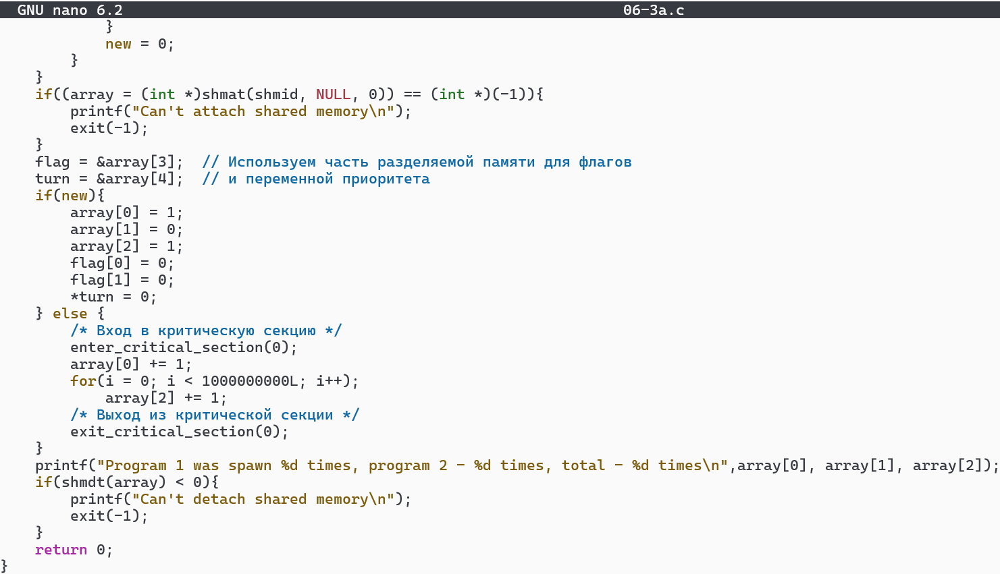 GNU nano 6.2 06-3a.c
}
new = 0;
}
}
if((array = (int *)shmat(shmid, NULL, 0)) == (int *)(-1)){
printf("Can't attach shared memory\n");
exit(-1);
}
flag = &array[3];  // Используем часть разделяемой памяти для флагов
turn = &array[4];  // и переменной приоритета
if(new){
array[0] = 1;
array[1] = 0;
array[2] = 1;
flag[0] = 0;
flag[1] = 0;
*turn = 0;
} else {
/* Вход в критическую секцию */
enter_critical_section(0);
array[0] += 1;
for(i = 0; i < 1000000000L; i++);
array[2] += 1;
/* Выход из критической секции */
exit_critical_section(0);
}
printf("Program 1 was spawn %d times, program 2 - %d times, total - %d times\n",array[0], array[1], array[2]);
if(shmdt(array) < 0){
printf("Can't detach shared memory\n");
exit(-1);
}
return 0;
}